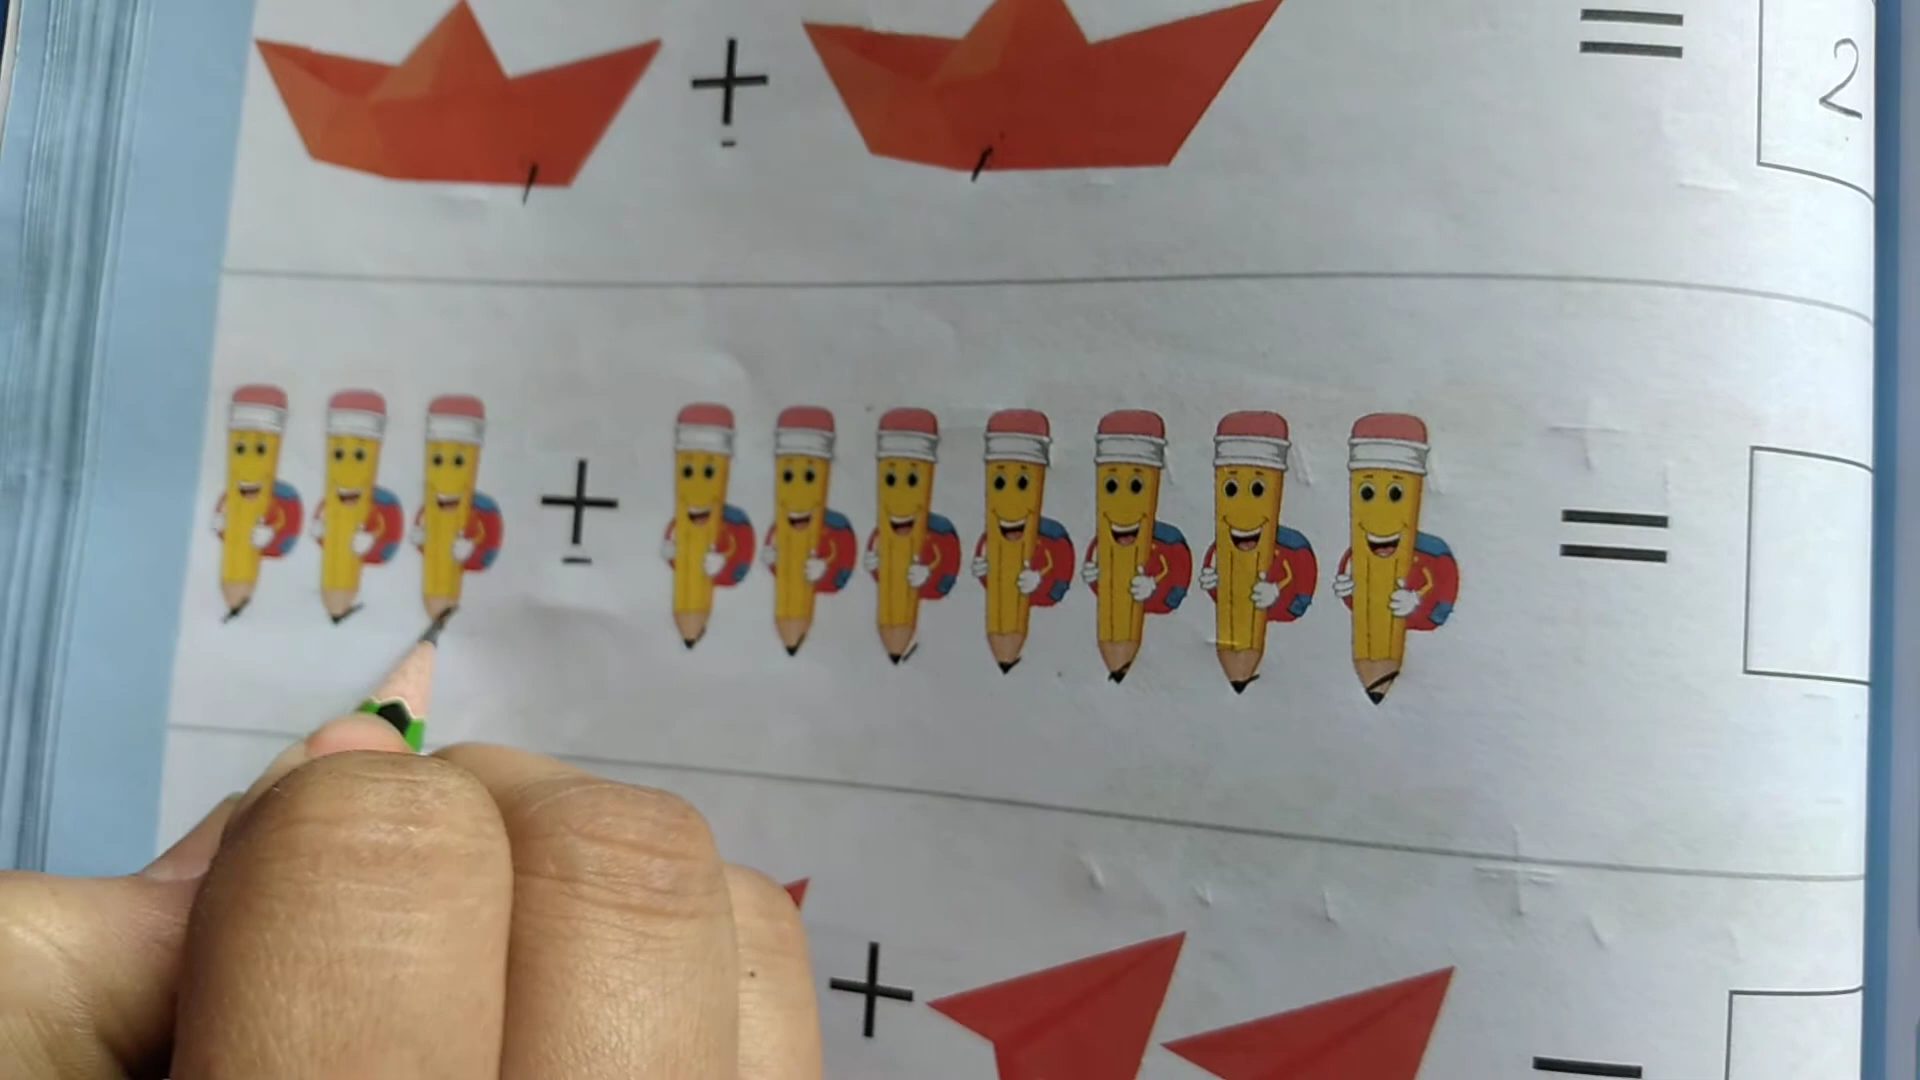 + = 2
+ =
+ =